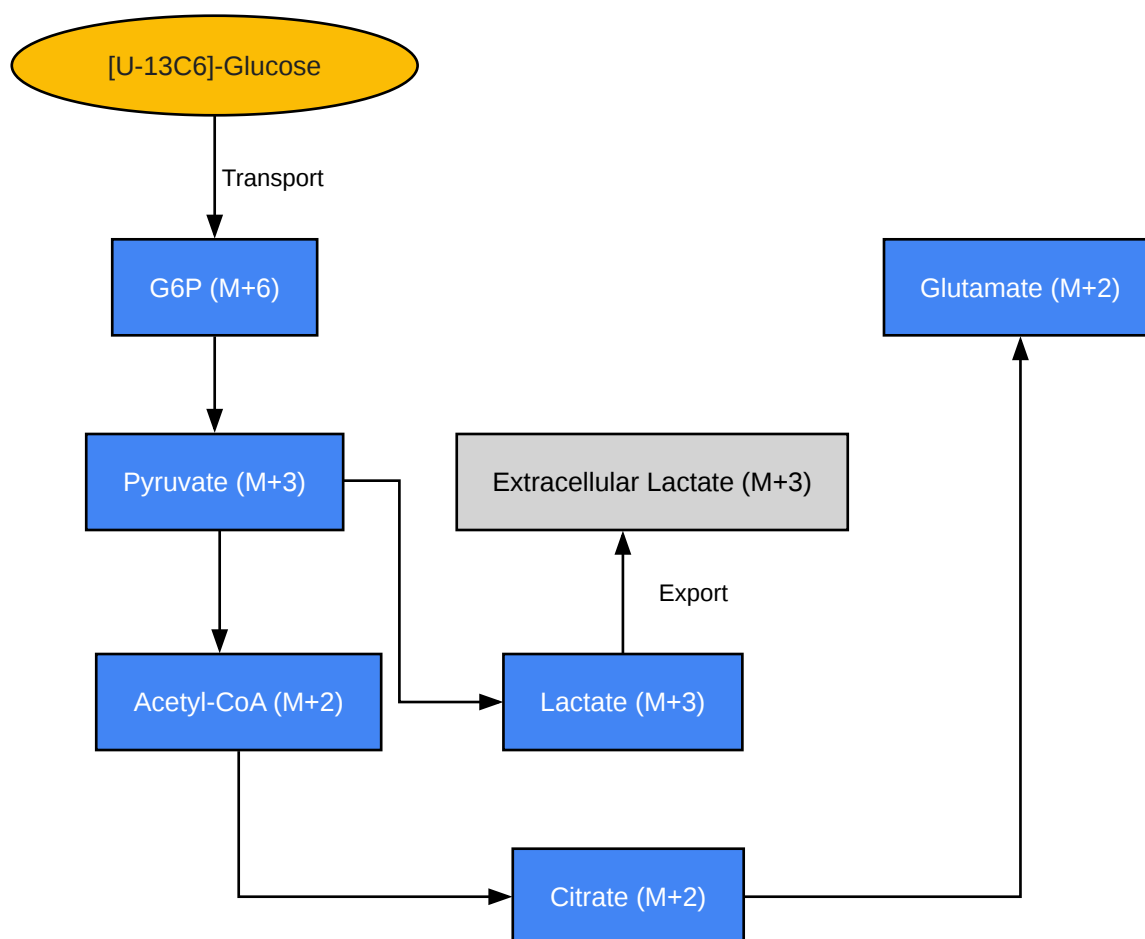 [U-13C6]-Glucose
Transport
G6P (M+6)
Glutamate (M+2)
Pyruvate (M+3)
Extracellular Lactate (M+3)
Export
Acetyl-CoA (M+2)
Lactate (M+3)
Citrate (M+2)